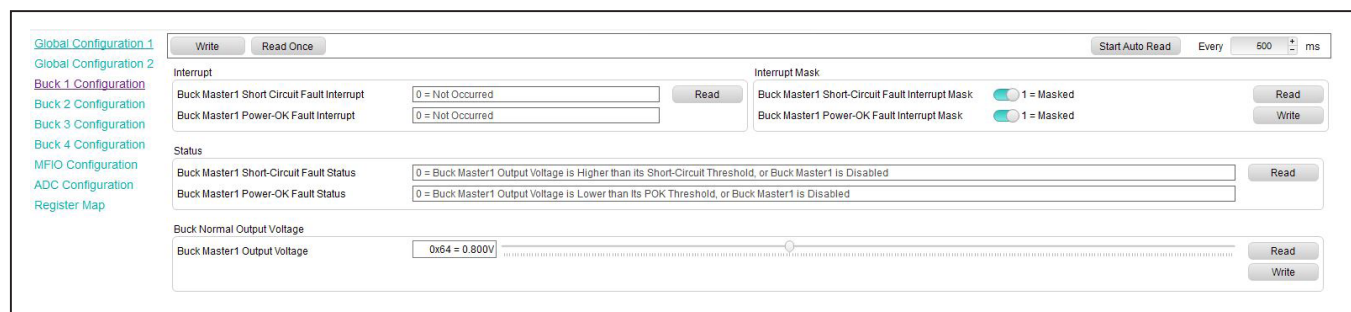 Global Configuration 1
Global Configuration 2
Buck 1 Configuration
Buck 2 Configuration
Buck 3 Configuration
Buck 4 Configuration
MFIO Configuration
ADC Configuration
Register Map
Write Read Once Start Auto Read Every 500 + - ms
Interrupt
Buck Master1 Short Circuit Fault Interrupt 0 = Not Occurred Read
Buck Master1 Power-OK Fault Interrupt 0 = Not Occurred
Interrupt Mask
Buck Master1 Short-Circuit Fault Interrupt Mask 1 = Masked Read
Buck Master1 Power-OK Fault Interrupt Mask 1 = Masked Write
Status
Buck Master1 Short-Circuit Fault Status 0 = Buck Master1 Output Voltage is Higher than its Short-Circuit Threshold, or Buck Master1 is Disabled Read
Buck Master1 Power-OK Fault Status 0 = Buck Master1 Output Voltage is Lower than Its POK Threshold, or Buck Master1 is Disabled
Buck Normal Output Voltage
Buck Master1 Output Voltage 0x64 = 0.800V Read
Write